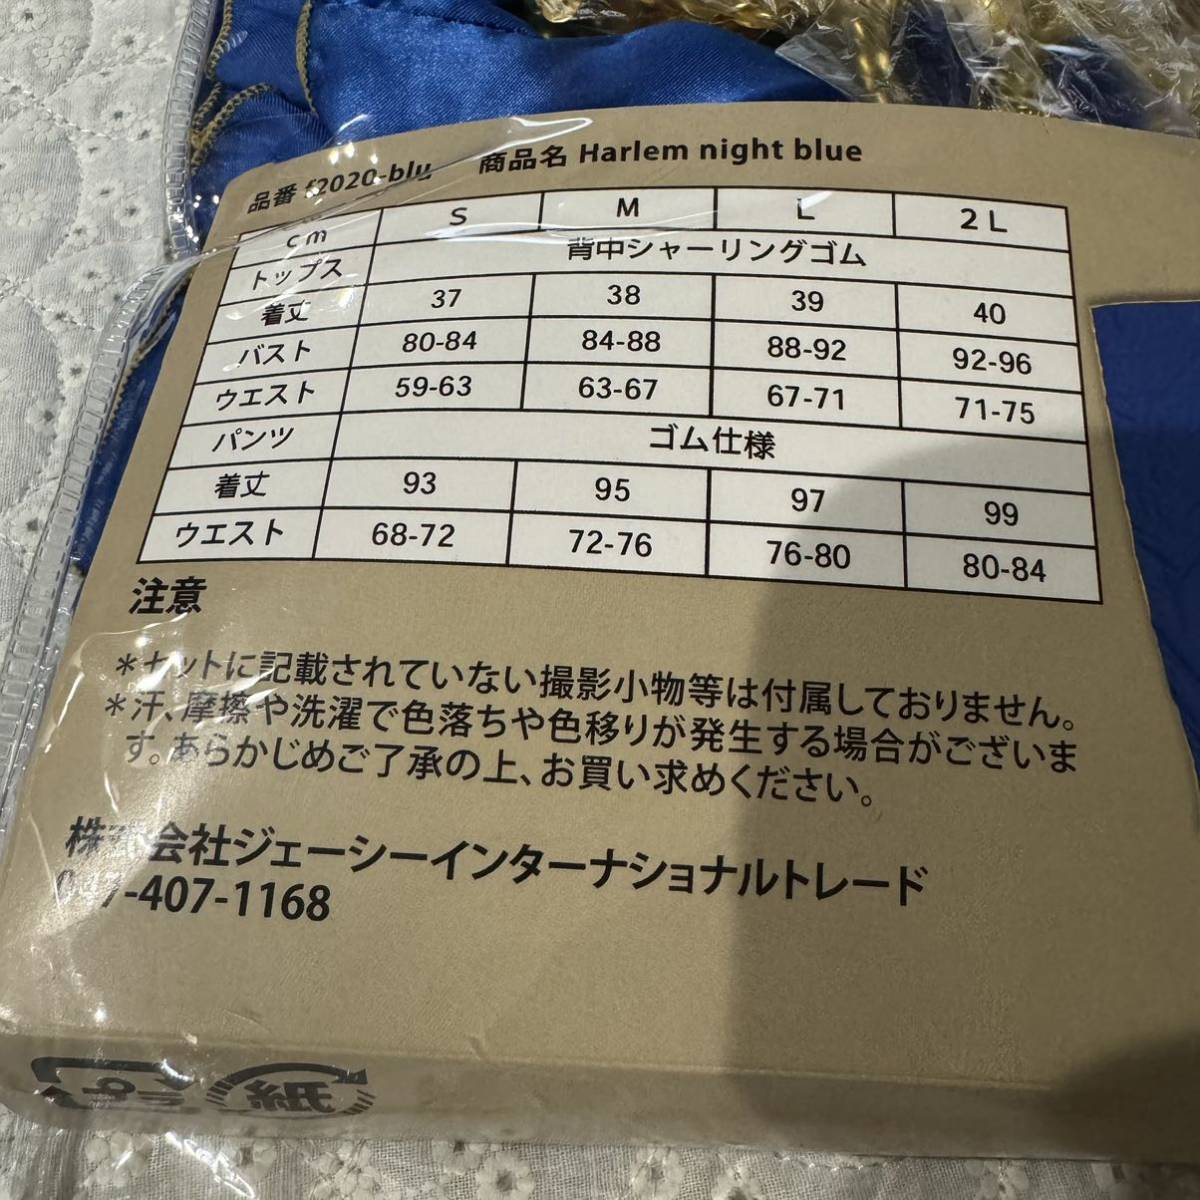 品番 f2020-blu 商品名 Harlem night blue
cm S M L 2L
トップス 背中シャーリングゴム
着丈 37 38 39 40
バスト 80-84 84-88 88-92 92-96
ウエスト 59-63 63-67 67-71 71-75
パンツ ゴム仕様
着丈 93 95 97 99
ウエスト 68-72 72-76 76-80 80-84
注意
*セットに記載されていない撮影小物等は付属しておりません。
*汗、摩擦や洗濯で色落ちや色移りが発生する場合がございま
す。あらかじめご了承の上、お買い求めください。
株式会社ジェーシーインターナショナルトレード
-407-1168
紙